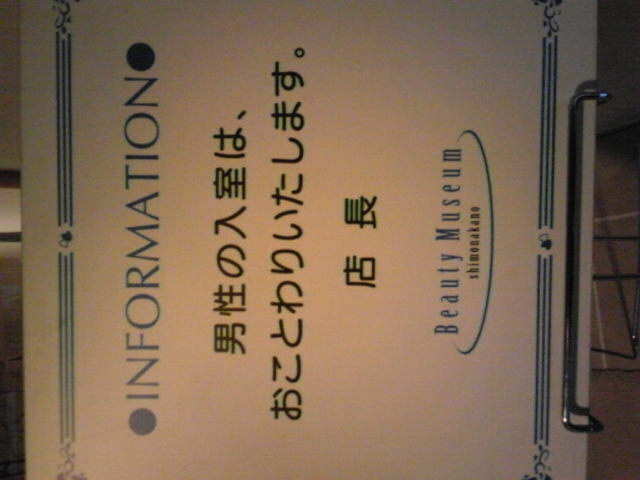 ●INFORMATION●
男性の入室は、
おことわりいたします。
店長
Beauty Museum
shimonakano